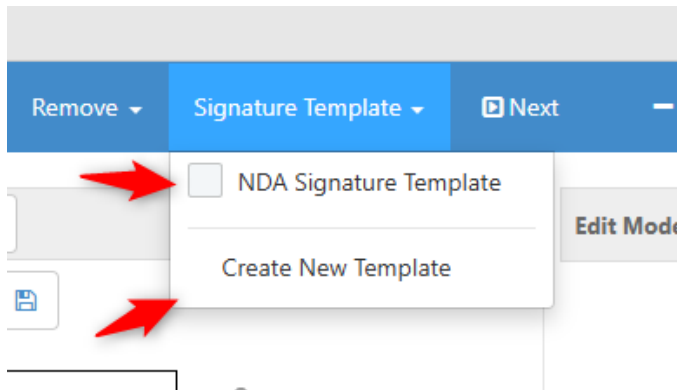 Remove Signature Template Next
NDA Signature Template
Edit Mode
Create New Template